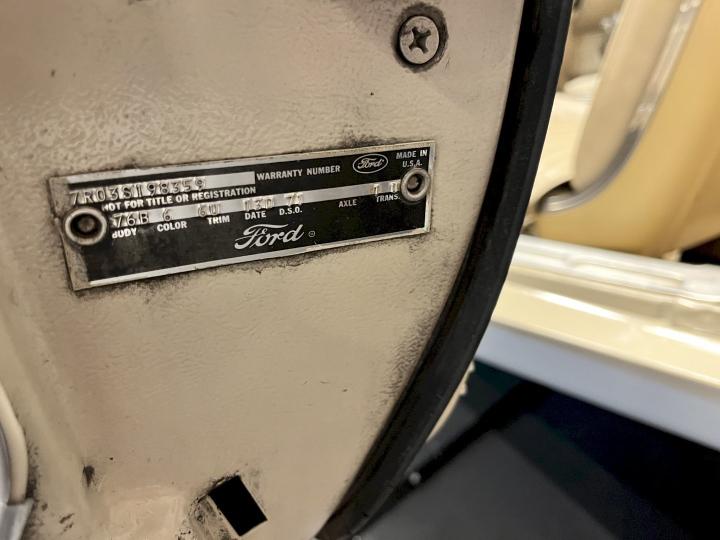 7R03S198359 WARRANTY NUMBER Ford MADE IN U.S.A.
NOT FOR TITLE OR REGISTRATION
76B 6 6U 13D 71 1 U
BODY COLOR TRIM DATE D.S.O. AXLE TRANS.
Ford ®